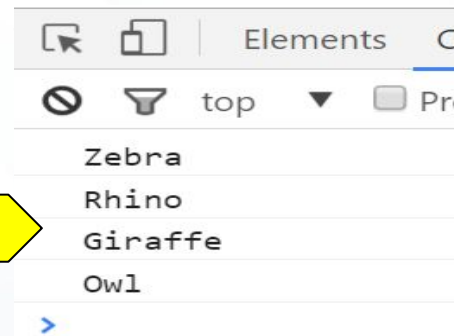 Elements
top
Zebra
Rhino
Giraffe
Owl
>